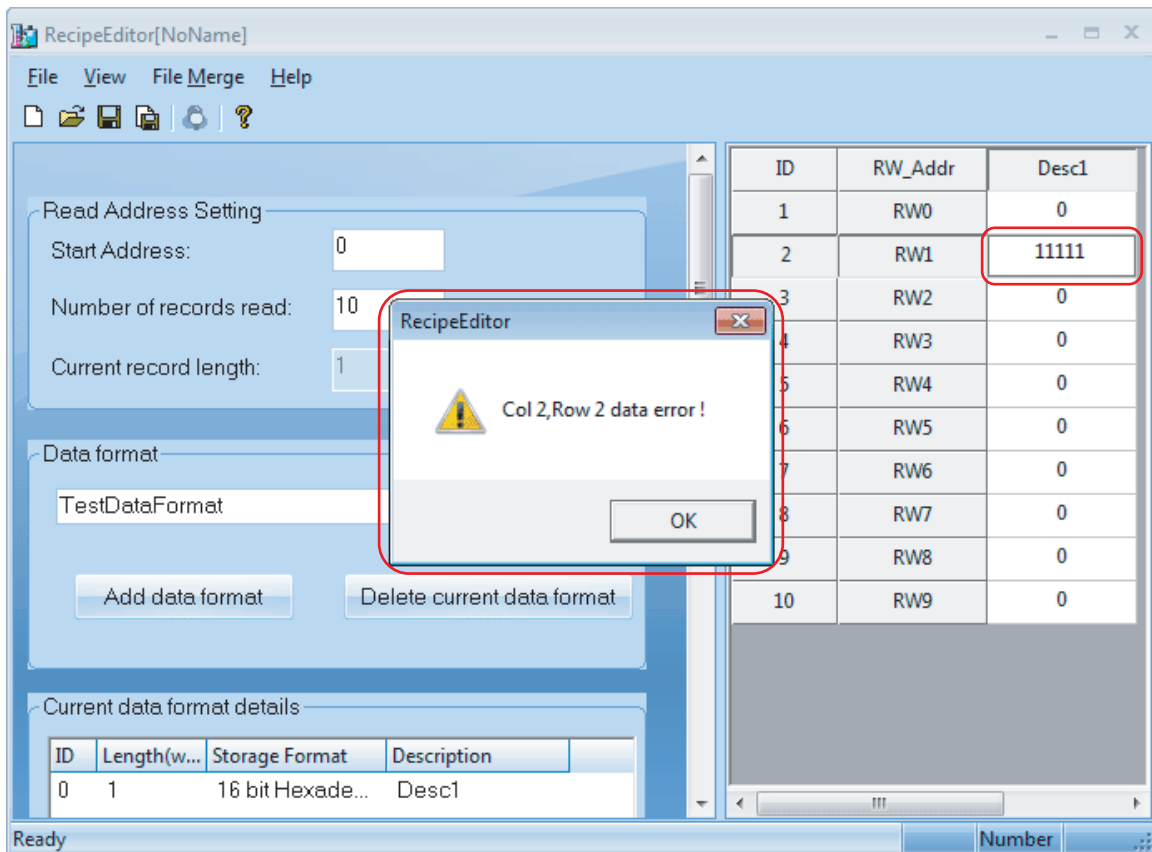 RecipeEditor[NoName]
File View File Merge Help
Read Address Setting
Start Address: 0
Number of records read: 10
Current record length: 1
Data format
TestDataFormat
Add data format Delete current data format
Current data format details
ID Length(w... Storage Format Description
0 1 16 bit Hexade... Desc1
RecipeEditor
Col 2,Row 2 data error !
OK
ID RW_Addr Desc1
1 RW0 0
2 RW1 11111
3 RW2 0
4 RW3 0
5 RW4 0
6 RW5 0
7 RW6 0
8 RW7 0
9 RW8 0
10 RW9 0
Ready Number